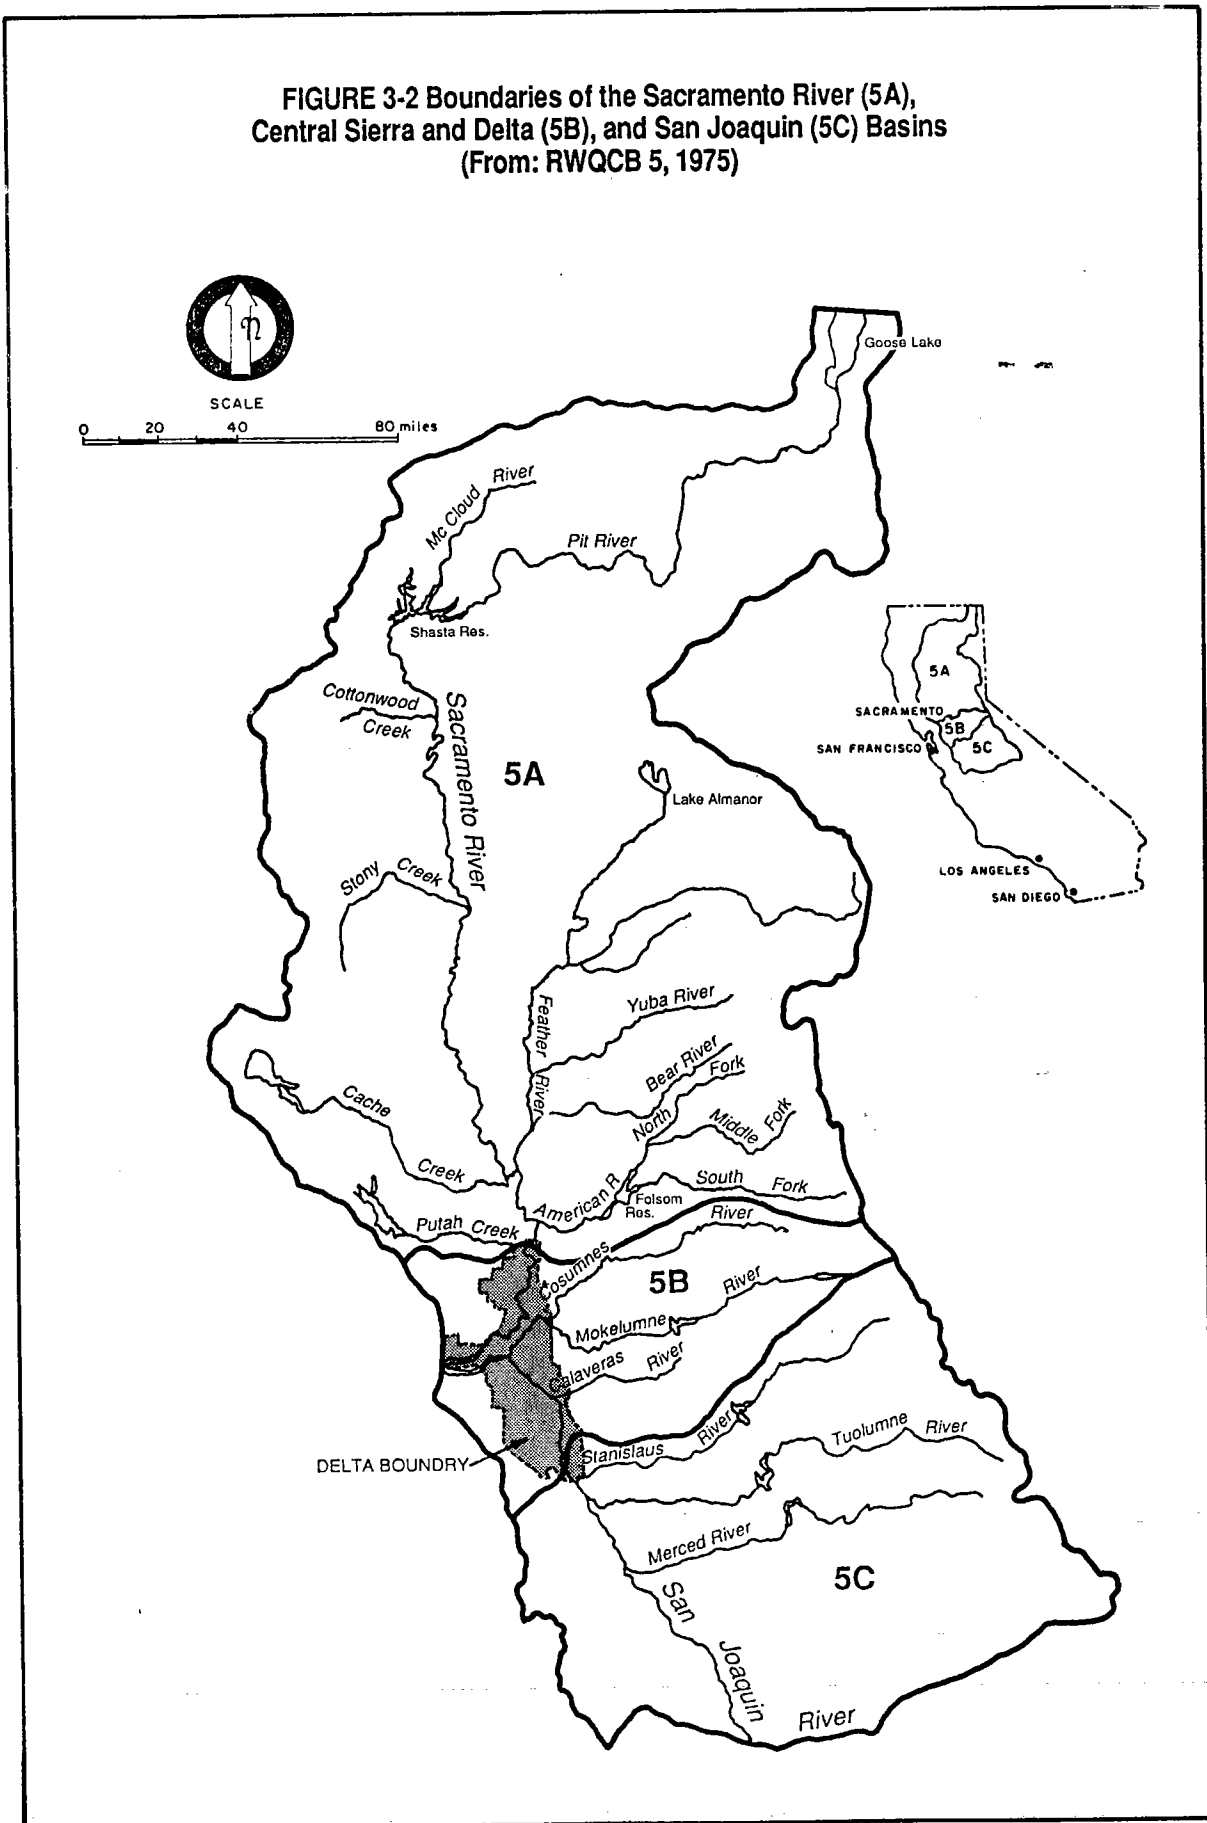 FIGURE 3-2 Boundaries of the Sacramento River (5A),
Central Sierra and Delta (5B), and San Joaquin (5C) Basins
(From: RWQCB 5, 1975)
n
SCALE
0 20 40 80 miles
Goose Lake
Mc Cloud River
Pit River
Shasta Res.
Cottonwood
Creek
Sacramento River
5A
Lake Almanor
Stony Creek
Feather River
Yuba River
Bear River
North Fork
Middle Fork
Cache Creek
American R
South Fork
Folsom
Res.
Putah Creek
Cosumnes River
5B
Mokelumne River
Calaveras River
DELTA BOUNDRY
Stanislaus River
Tuolumne River
Merced River
5C
San Joaquin River
5A
SACRAMENTO
5B
SAN FRANCISCO
5C
LOS ANGELES
SAN DIEGO